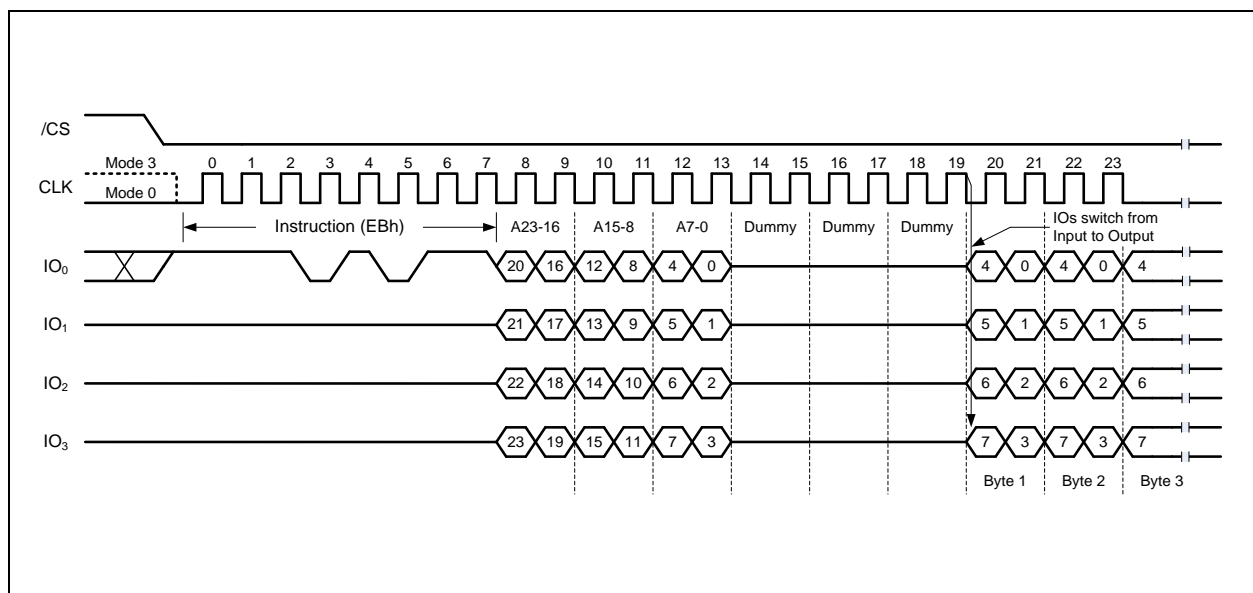 /CS
Mode 3 0 1 2 3 4 5 6 7 8 9 10 11 12 13 14 15 16 17 18 19 20 21 22 23
CLK
Mode 0
Instruction (EBh) A23-16 A15-8 A7-0 Dummy Dummy Dummy
IOs switch from
Input to Output
IO₀ 20 16 12 8 4 0 4 0 4 0 4
IO₁ 21 17 13 9 5 1 5 1 5 1 5
IO₂ 22 18 14 10 6 2 6 2 6 2 6
IO₃ 23 19 15 11 7 3 7 3 7 3 7
Byte 1 Byte 2 Byte 3